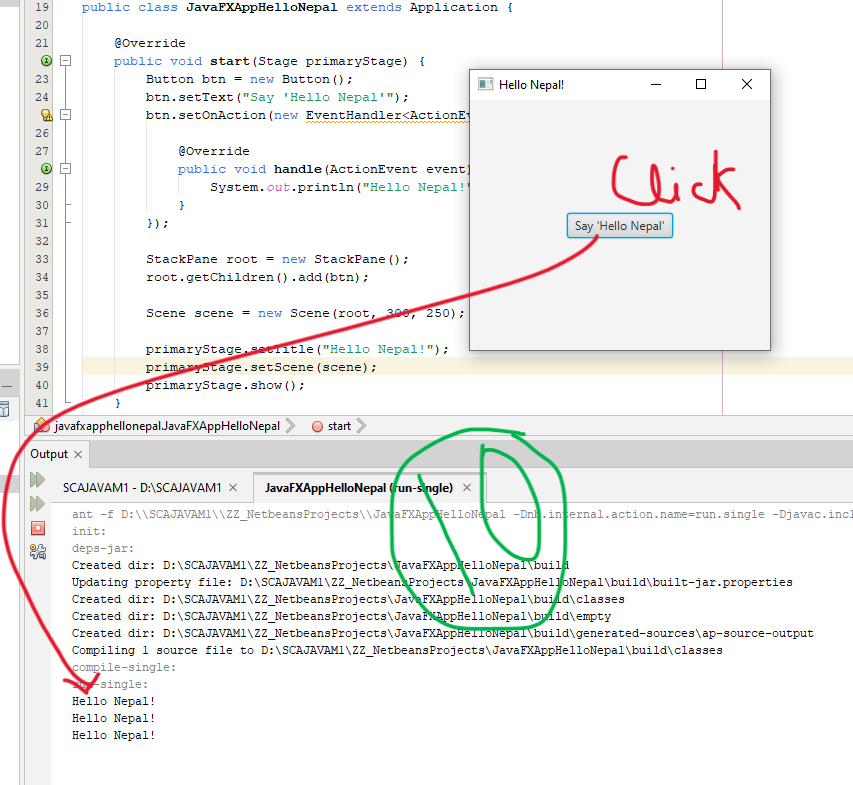 19 public class JavaFXAppHelloNepal extends Application {
20
21 @Override
public void start(Stage primaryStage) {
23 Button btn = new Button();
24 btn.setText("Say 'Hello Nepal'");
btn.setOnAction(new EventHandler<ActionEv
26
27 @Override
public void handle(ActionEvent event)
29 System.out.println("Hello Nepal!"
30 }
31 });
32
33 StackPane root = new StackPane();
34 root.getChildren().add(btn);
35
36 Scene scene = new Scene(root, 300, 250);
37
38 primaryStage.setTitle("Hello Nepal!");
39 primaryStage.setScene(scene);
40 primaryStage.show();
41 }
Hello Nepal!
Click
Say 'Hello Nepal'
javafxapphellonepal.JavaFXAppHelloNepal
start
Output
SCAJAVAM1 - D:\SCAJAVAM1
JavaFXAppHelloNepal (run-single)
ant -f D:\\SCAJAVAM1\\ZZ_NetbeansProjects\\JavaFXAppHelloNepal -Dnb.internal.action.name=run.single -Djavac.incl
init:
deps-jar:
Created dir: D:\SCAJAVAM1\ZZ_NetbeansProjects\JavaFXAppHelloNepal\build
Updating property file: D:\SCAJAVAM1\ZZ_NetbeansProjects\JavaFXAppHelloNepal\build\built-jar.properties
Created dir: D:\SCAJAVAM1\ZZ_NetbeansProjects\JavaFXAppHelloNepal\build\classes
Created dir: D:\SCAJAVAM1\ZZ_NetbeansProjects\JavaFXAppHelloNepal\build\empty
Created dir: D:\SCAJAVAM1\ZZ_NetbeansProjects\JavaFXAppHelloNepal\build\generated-sources\ap-source-output
Compiling 1 source file to D:\SCAJAVAM1\ZZ_NetbeansProjects\JavaFXAppHelloNepal\build\classes
compile-single:
run-single:
Hello Nepal!
Hello Nepal!
Hello Nepal!
10